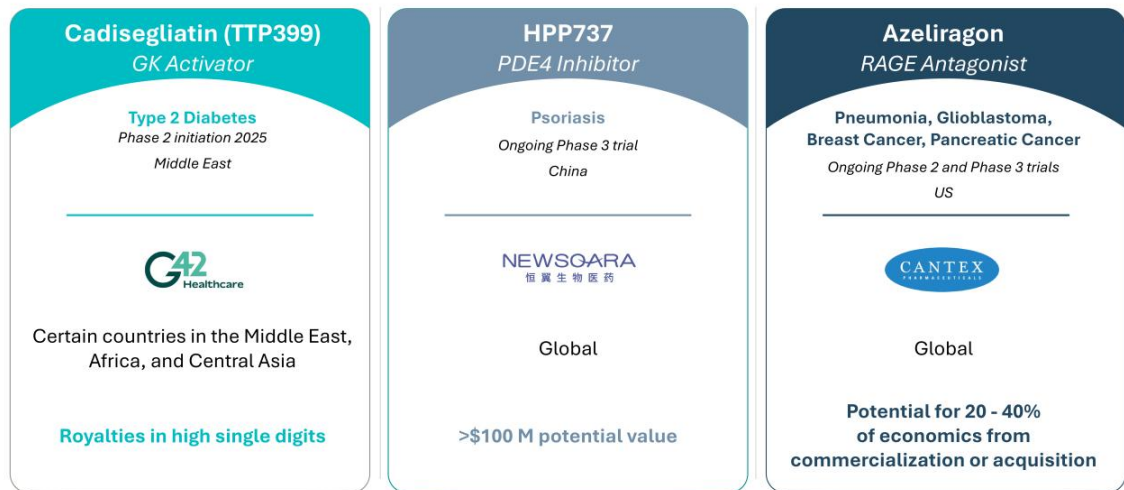 Cadisegliatin (TTP399)
GK Activator
Type 2 Diabetes
Phase 2 initiation 2025
Middle East
G42
Healthcare
Certain countries in the Middle East,
Africa, and Central Asia
Royalties in high single digits
HPP737
PDE4 Inhibitor
Psoriasis
Ongoing Phase 3 trial
China
NEWSOARA
恒翼生物医药
Global
>$100 M potential value
Azeliragon
RAGE Antagonist
Pneumonia, Glioblastoma,
Breast Cancer, Pancreatic Cancer
Ongoing Phase 2 and Phase 3 trials
US
CANTEX
PHARMACEUTICALS
Global
Potential for 20 - 40%
of economics from
commercialization or acquisition